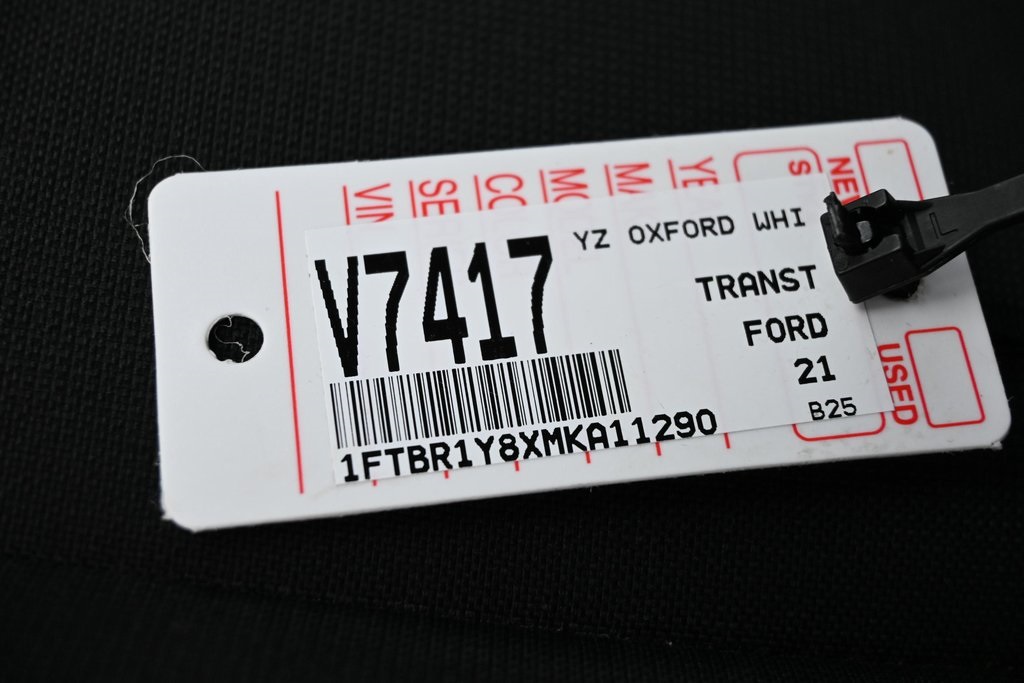 YZ OXFORD WHI
V7417
TRANST
FORD
21
B25
1FTBR1Y8XMKA11290
USED